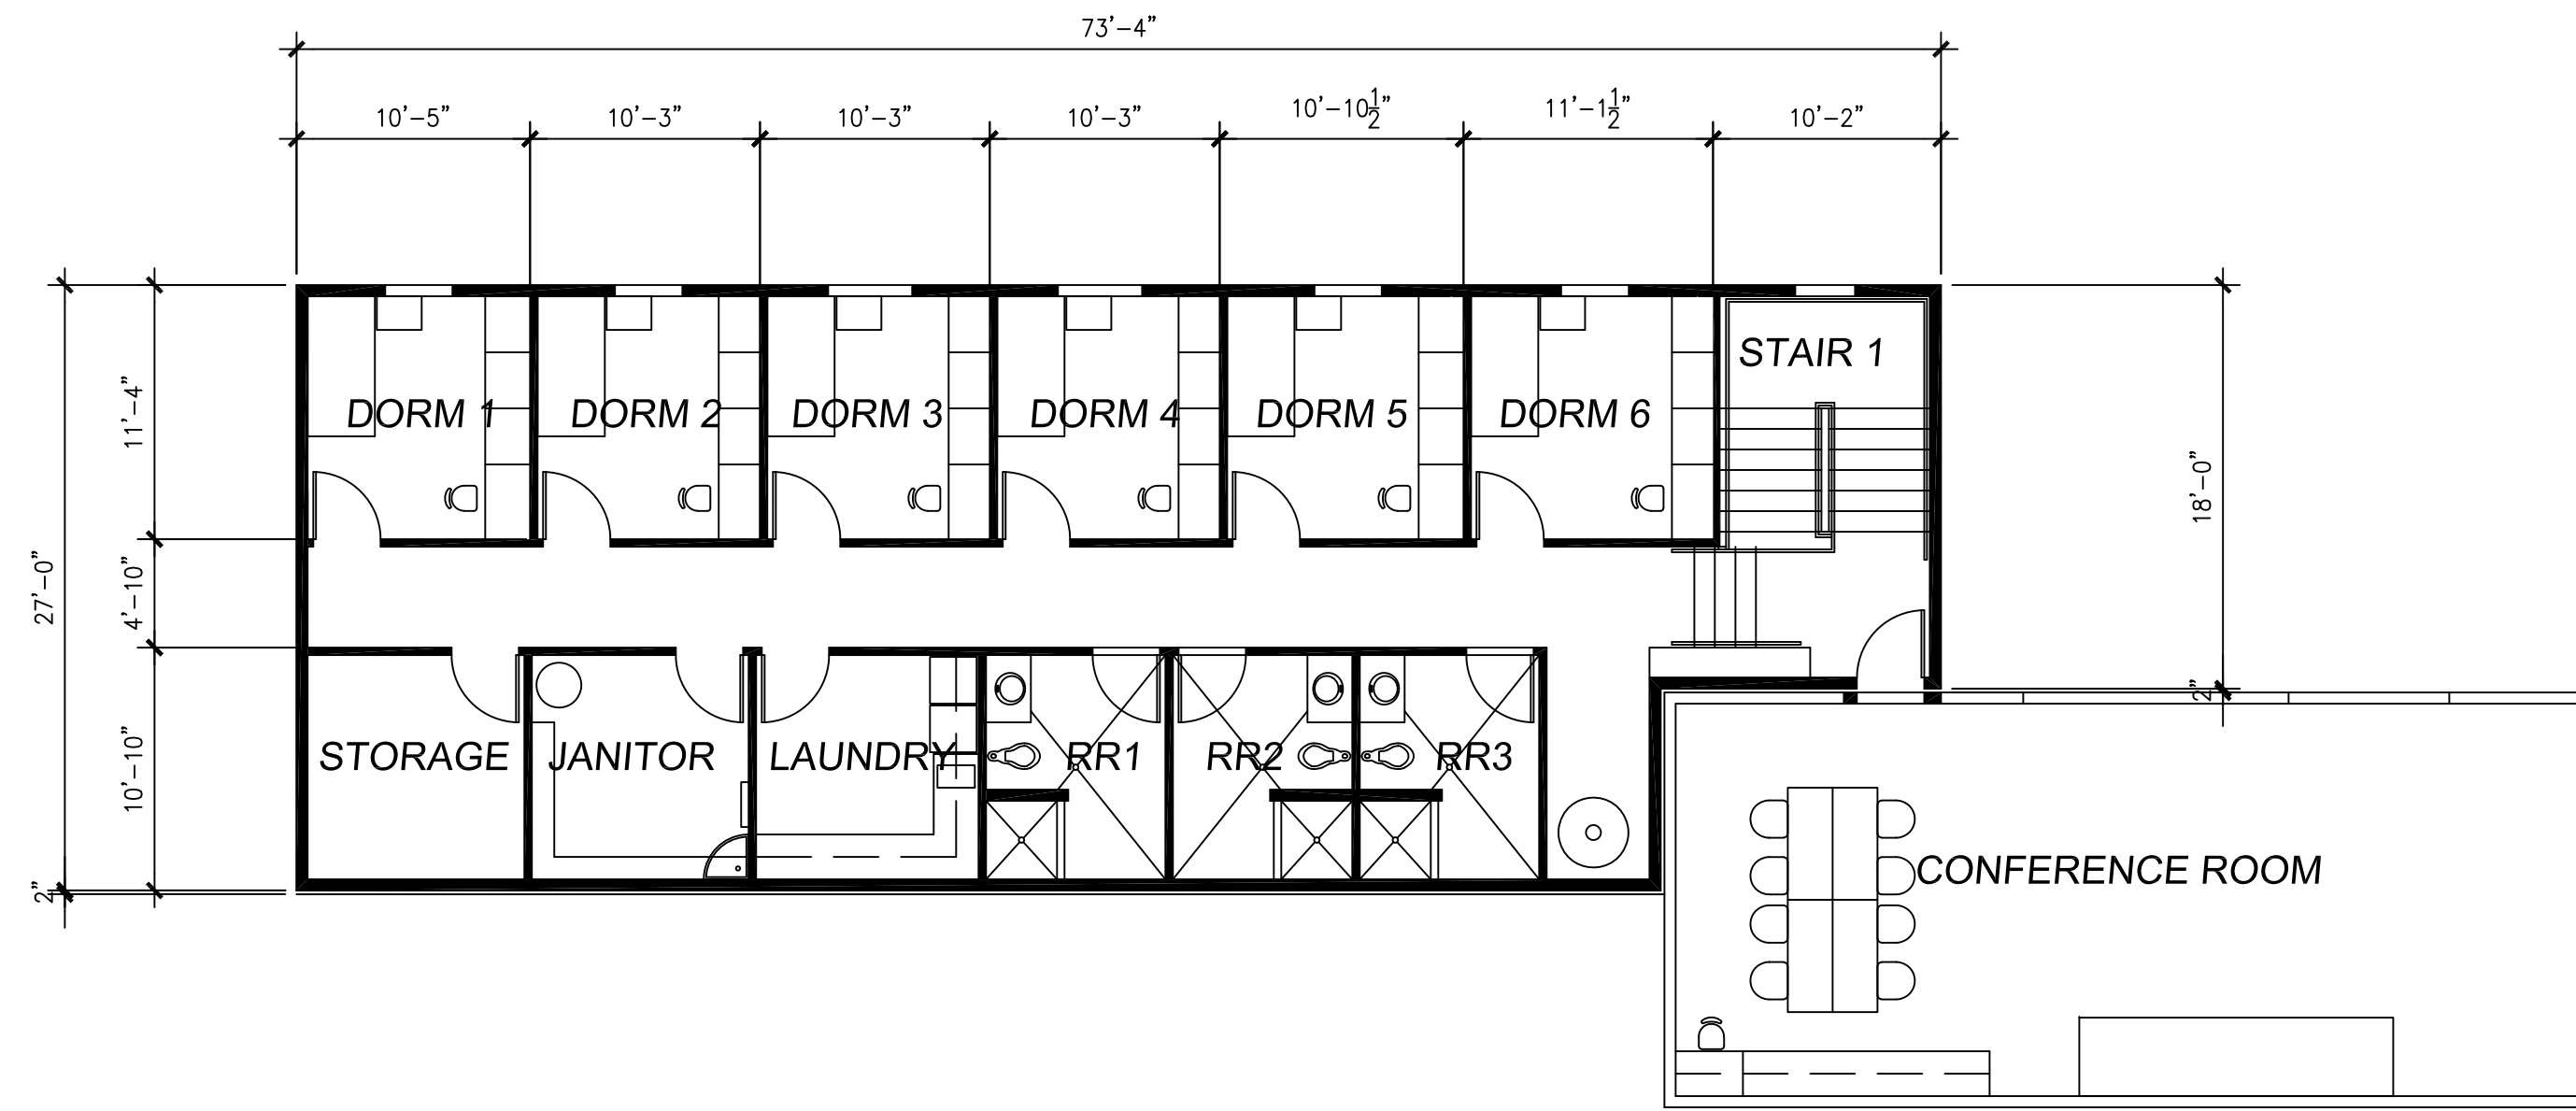 73’-4”
10’-5” 10’-3” 10’-3” 10’-3” 10’-10½” 11’-1½” 10’-2”
STAIR 1
DORM 1 DORM 2 DORM 3 DORM 4 DORM 5 DORM 6
11’-4”
18’-0”
27’-0”
4’-10”
2”
STORAGE JANITOR LAUNDRY RR1 RR2 RR3
10’-10”
CONFERENCE ROOM
2”